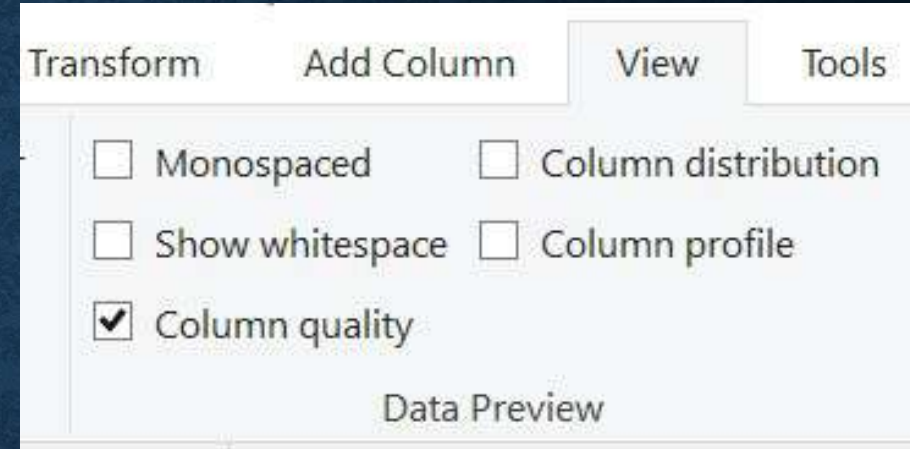 Transform Add Column View Tools
Monospaced Column distribution
Show whitespace Column profile
Column quality
Data Preview